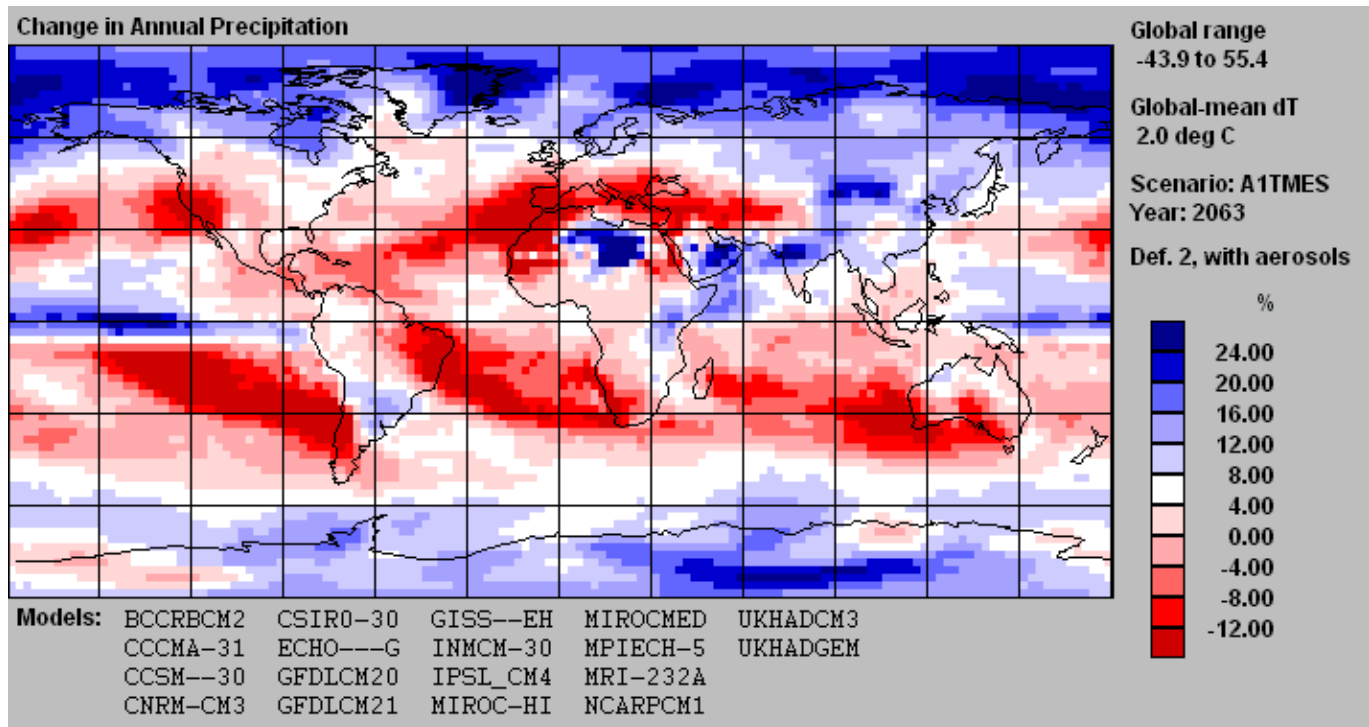 Change in Annual Precipitation
Global range
-43.9 to 55.4
Global-mean dT
2.0 deg C
Scenario: A1TMES
Year: 2063
Def. 2, with aerosols
%
24.00
20.00
16.00
12.00
8.00
4.00
0.00
-4.00
-8.00
-12.00
Models: BCCRBCM2 CSIR0-30 GISS--EH MIROCMED UKHADCM3
CCCMA-31 ECHO---G INMCM-30 MPIECH-5 UKHADGEM
CCSM--30 GFDLCM20 IPSL_CM4 MRI-232A
CNRM-CM3 GFDLCM21 MIROC-HI NCARPCM1